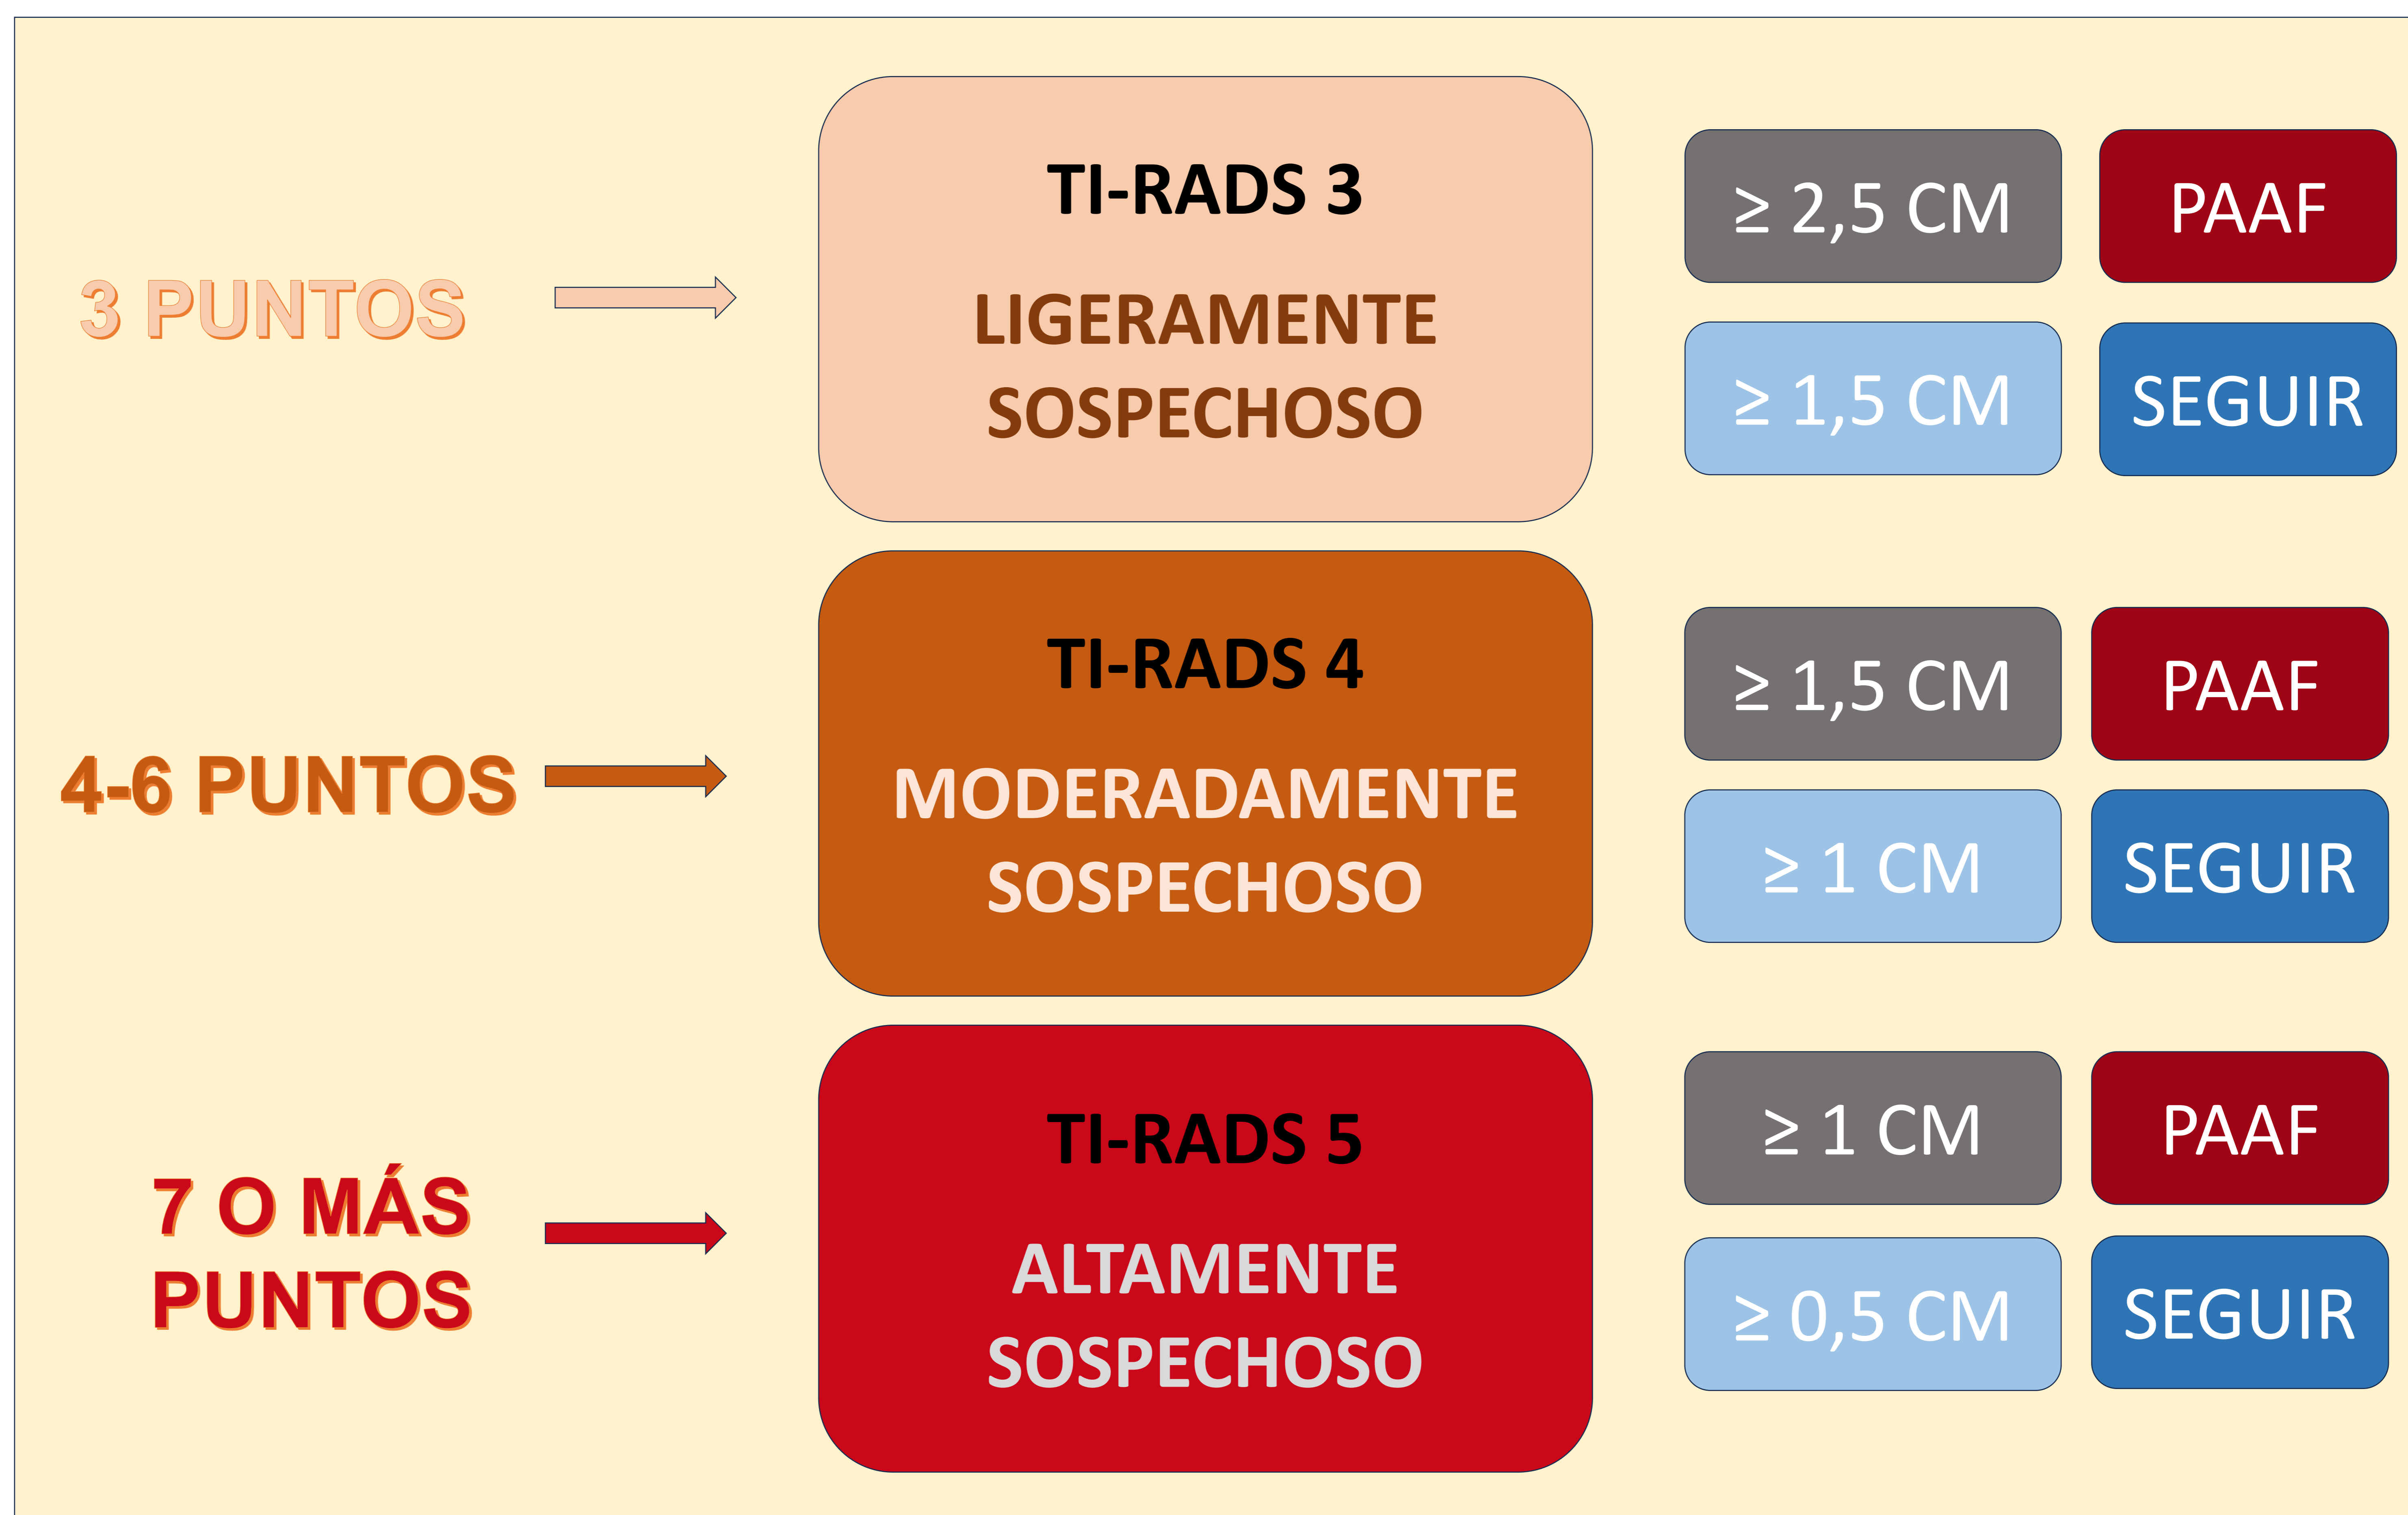 3 PUNTOS
TI-RADS 3
LIGERAMENTE
SOSPECHOSO
≥ 2,5 CM
PAAF
≥ 1,5 CM
SEGUIR
4-6 PUNTOS
TI-RADS 4
MODERADAMENTE
SOSPECHOSO
≥ 1,5 CM
PAAF
≥ 1 CM
SEGUIR
7 O MÁS
PUNTOS
TI-RADS 5
ALTAMENTE
SOSPECHOSO
≥ 1 CM
PAAF
≥ 0,5 CM
SEGUIR